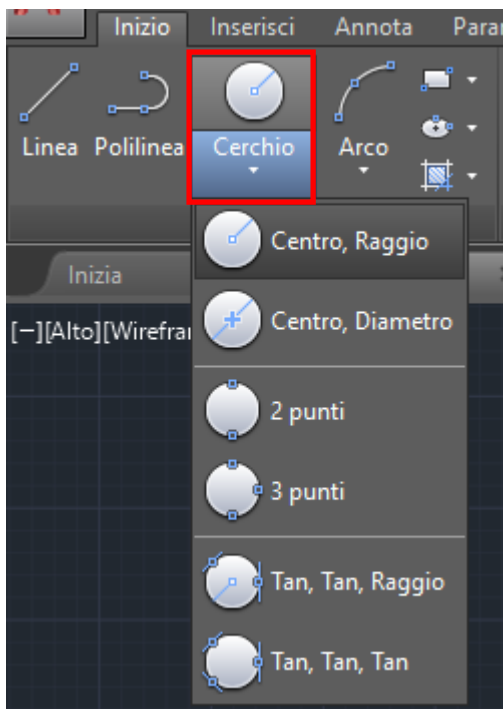 Inizio Inserisci Annota
Linea Polilinea Cerchio Arco
Centro, Raggio
Inizia
Centro, Diametro
[−][Alto]
2 punti
3 punti
Tan, Tan, Raggio
Tan, Tan, Tan